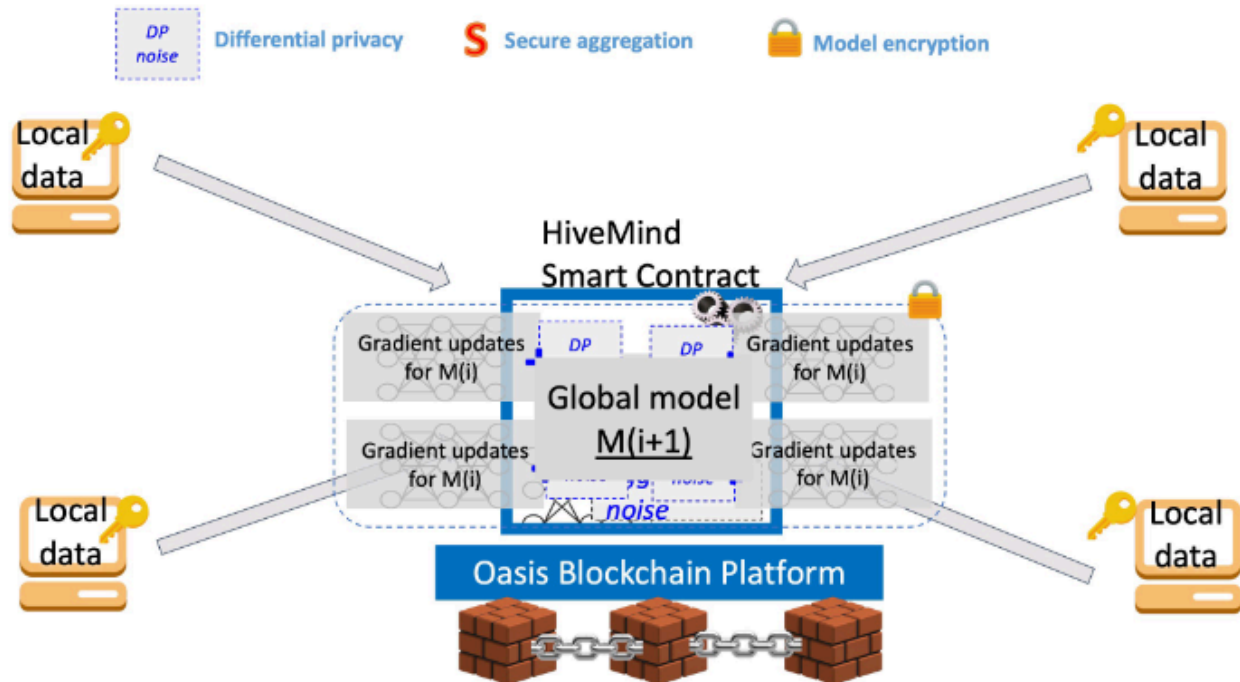 DP
noise
Differential privacy
S
Secure aggregation
Model encryption
Local
data
Local
data
HiveMind
Smart Contract
Gradient updates
for M(i)
DP
DP
Gradient updates
for M(i)
Global model
M(i+1)
Gradient updates
for M(i)
Gradient updates
for M(i)
noise
noise
Local
data
Local
data
Oasis Blockchain Platform